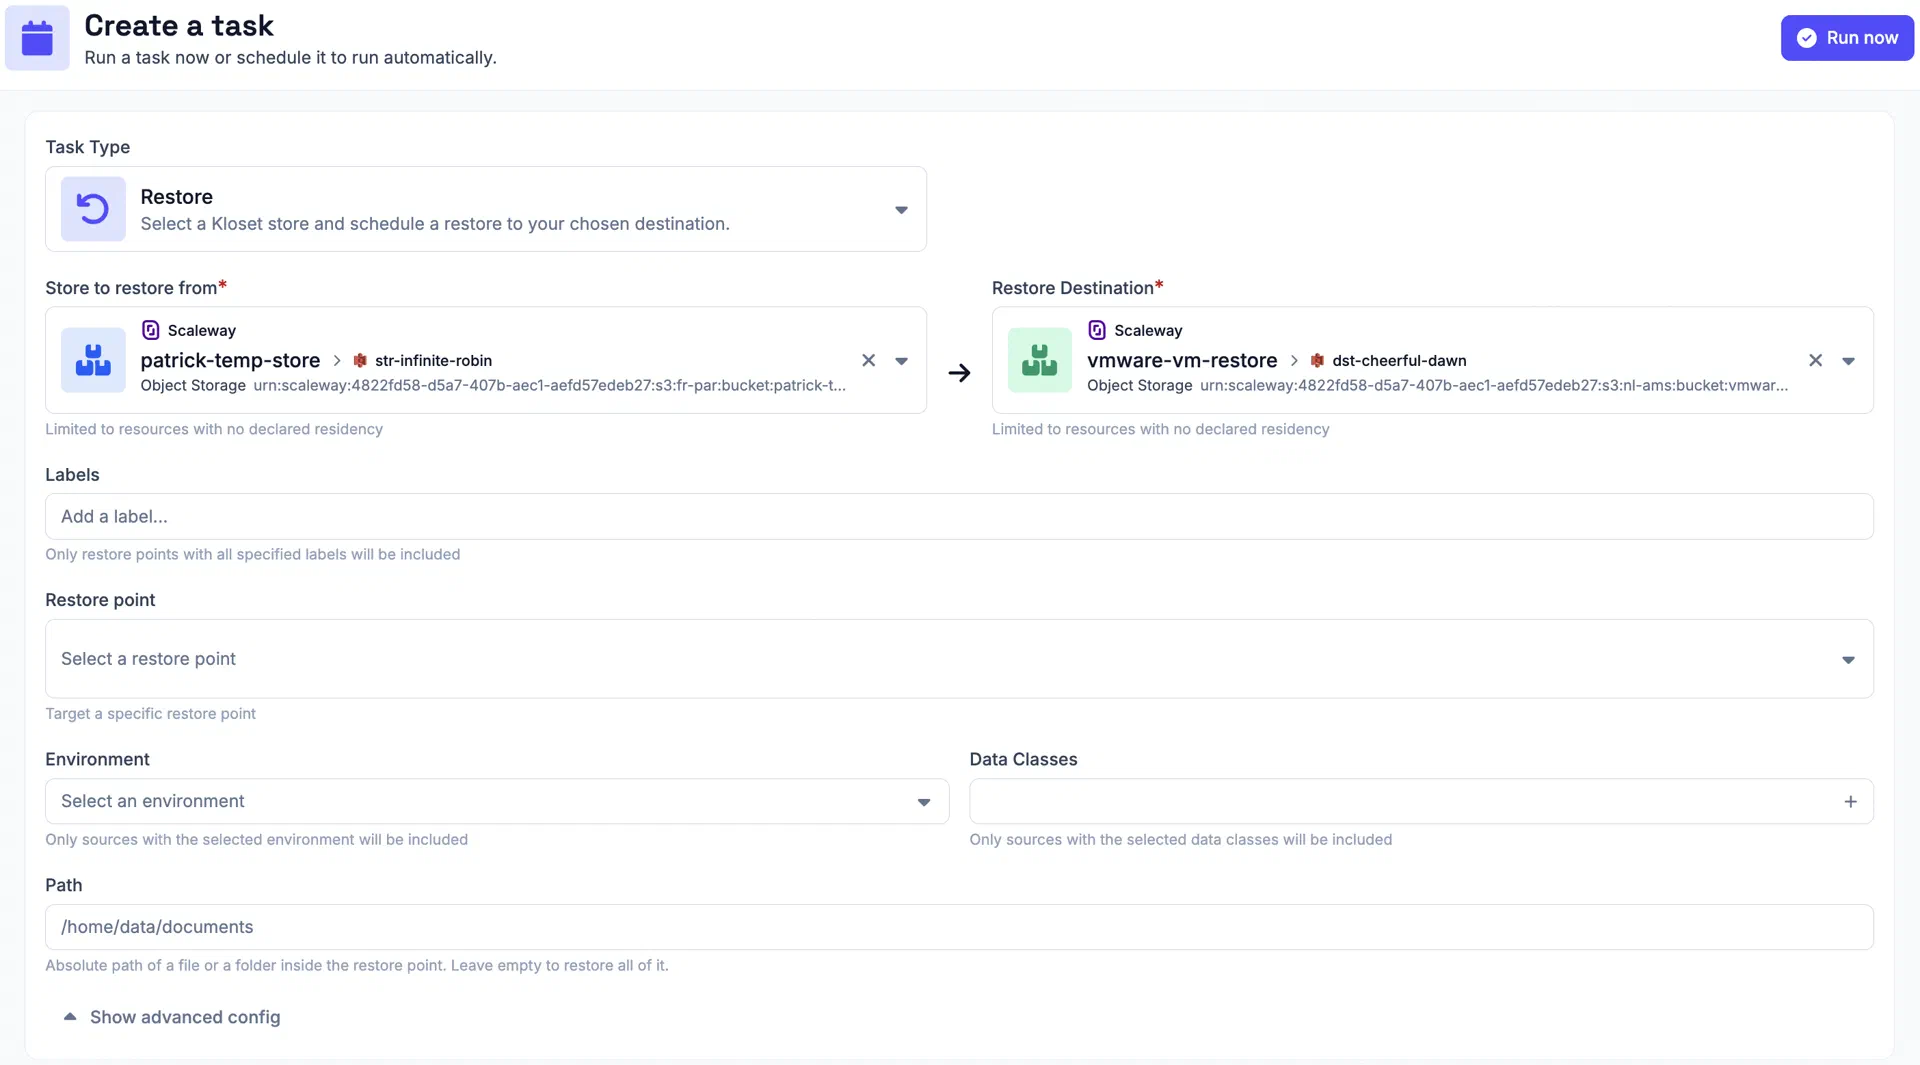 Create a task
Run a task now or schedule it to run automatically.
Run now
Task Type
Restore
Select a Kloset store and schedule a restore to your chosen destination.
Store to restore from*
Scaleway
patrick-temp-store > str-infinite-robin
Object Storage urn:scaleway:4822fd58-d5a7-407b-aec1-aefd57edeb27:s3:fr-par:bucket:patrick-t...
Limited to resources with no declared residency
Restore Destination*
Scaleway
vmware-vm-restore > dst-cheerful-dawn
Object Storage urn:scaleway:4822fd58-d5a7-407b-aec1-aefd57edeb27:s3:nl-ams:bucket:vmwar...
Limited to resources with no declared residency
Labels
Add a label...
Only restore points with all specified labels will be included
Restore point
Select a restore point
Target a specific restore point
Environment
Select an environment
Only sources with the selected environment will be included
Data Classes
Only sources with the selected data classes will be included
Path
/home/data/documents
Absolute path of a file or a folder inside the restore point. Leave empty to restore all of it.
Show advanced config